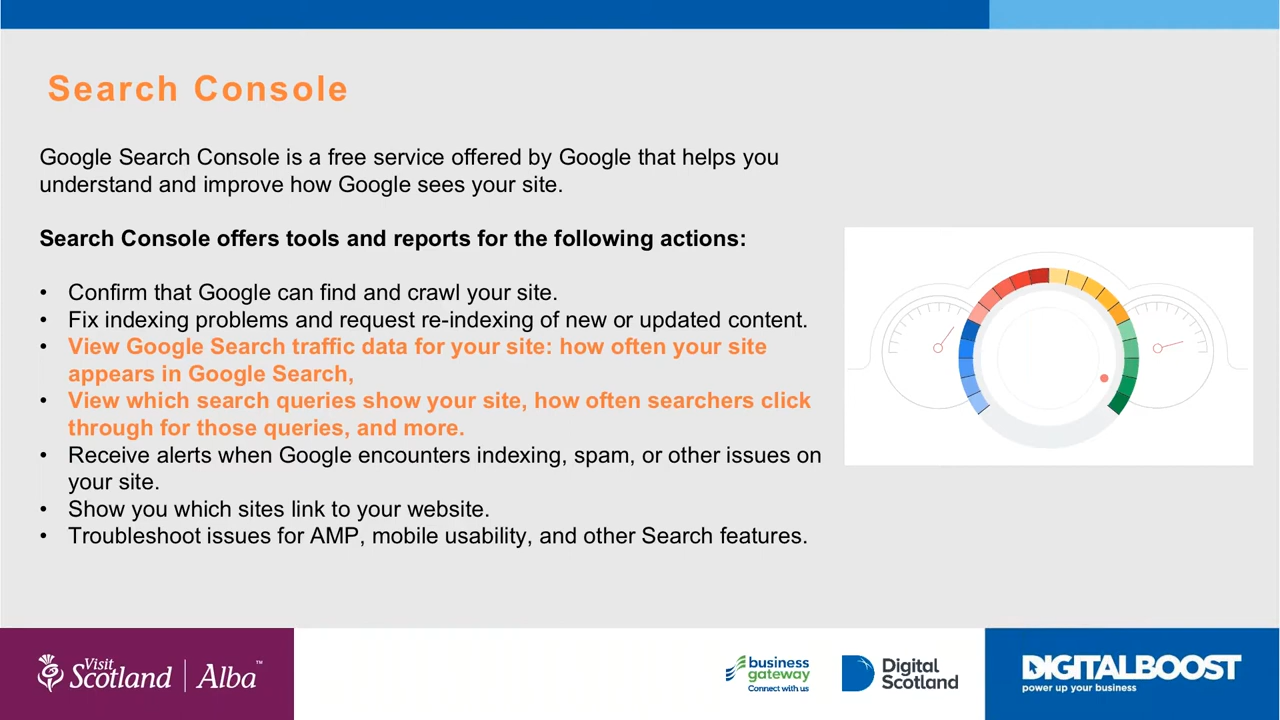 Search Console
Google Search Console is a free service offered by Google that helps you
understand and improve how Google sees your site.
Search Console offers tools and reports for the following actions:
• Confirm that Google can find and crawl your site.
• Fix indexing problems and request re-indexing of new or updated content.
• View Google Search traffic data for your site: how often your site
appears in Google Search,
• View which search queries show your site, how often searchers click
through for those queries, and more.
• Receive alerts when Google encounters indexing, spam, or other issues on
your site.
• Show you which sites link to your website.
• Troubleshoot issues for AMP, mobile usability, and other Search features.
Visit
Scotland | Alba™
business
gateway
Connect with us
Digital
Scotland
DIGITALBOOST
power up your business